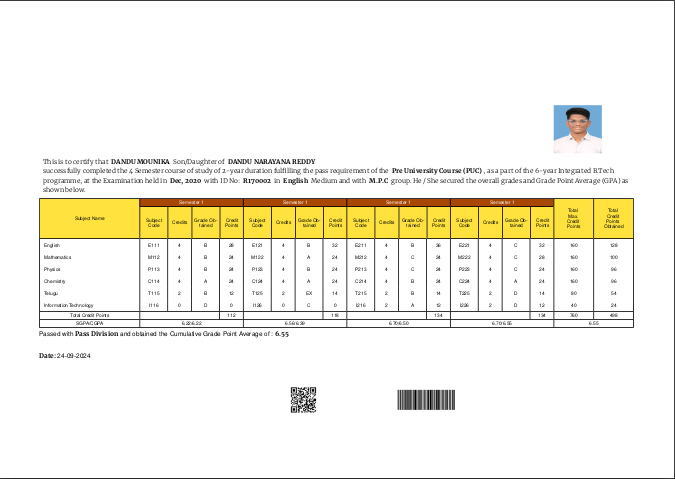 This is to certify that DANDU MOUNIKA Son/Daughter of DANDU NARAYANA REDDY
successfully completed the 4 Semester course of study of 2-year duration fulfilling the pass requirement of the Pre University Course (PUC) , as a part of the 6-year Integrated B.Tech
programme, at the Examination held in Dec, 2020 with ID No: R170002 in English Medium and with M.P.C group. He / She secured the overall grades and Grade Point Average (GPA) as
shown below.
Subject Name Semester 1 Semester 1 Semester 1 Semester 1 Total Max. Credit Points Total Credit Points Obtained
Subject Code Credits Grade Ob-tained Credit Points Subject Code Credits Grade Ob-tained Credit Points Subject Code Credits Grade Ob-tained Credit Points Subject Code Credits Grade Ob-tained Credit Points
English E111 4 B 28 E121 4 B 32 E211 4 B 36 E221 4 C 32 160 128
Mathematics M112 4 B 24 M122 4 A 24 M212 4 C 24 M222 4 C 28 160 100
Physics P113 4 B 24 P123 4 B 24 P213 4 C 24 P223 4 C 24 160 96
Chemistry C114 4 A 24 C124 4 A 24 C214 4 B 24 C224 4 A 24 160 96
Telugu T115 2 B 12 T125 2 EX 14 T215 2 B 14 T225 2 D 14 80 54
Information Technology I116 0 D 0 I126 0 C 0 I216 2 A 12 I226 2 D 12 40 24
Total Credit Points 112 118 134 134 760 498
SGPA/CGPA 6.22/6.22 6.56/6.39 6.70/6.50 6.70/6.55 6.55
Passed with Pass Division and obtained the Cumulative Grade Point Average of : 6.55
Date: 24-09-2024